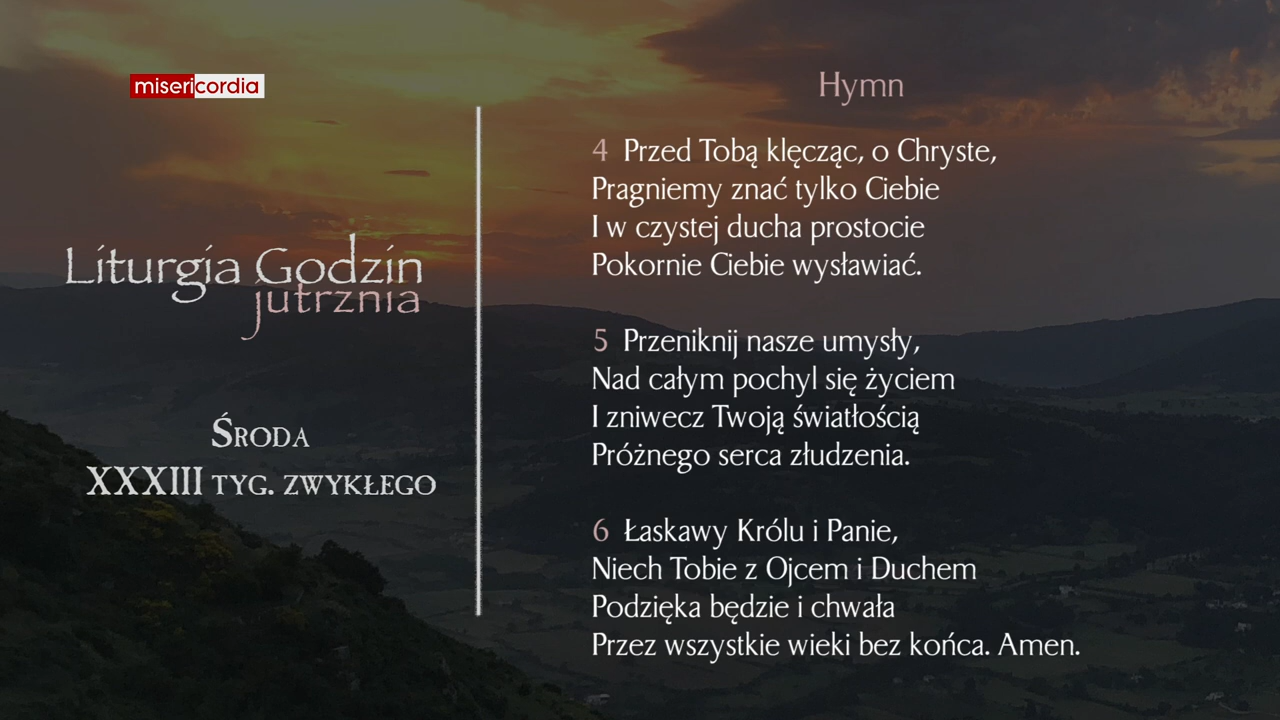 misericordia
Liturgia Godzin
jutrznia
Środa
XXXIII tyg. zwykłego
Hymn
4 Przed Tobą klęcząc, o Chryste,
Pragniemy znać tylko Ciebie
I w czystej ducha prostocie
Pokornie Ciebie wysławiać.
5 Przeniknij nasze umysły,
Nad całym pochyl się życiem
I zniwecz Twoją światłością
Próżnego serca złudzenia.
6 Łaskawy Królu i Panie,
Niech Tobie z Ojcem i Duchem
Podzięka będzie i chwała
Przez wszystkie wieki bez końca. Amen.